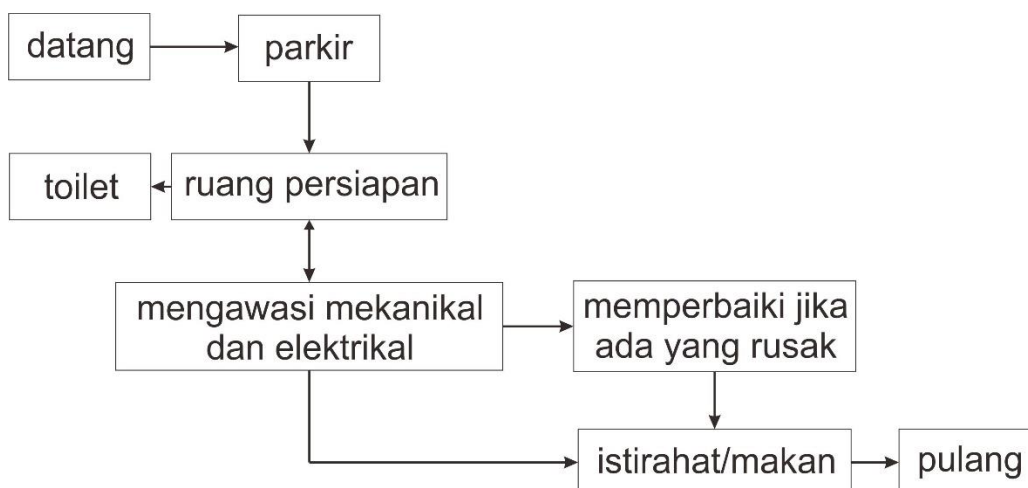 datang
parkir
toilet
ruang persiapan
mengawasi mekanikal
dan elektrikal
memperbaiki jika
ada yang rusak
istirahat/makan
pulang